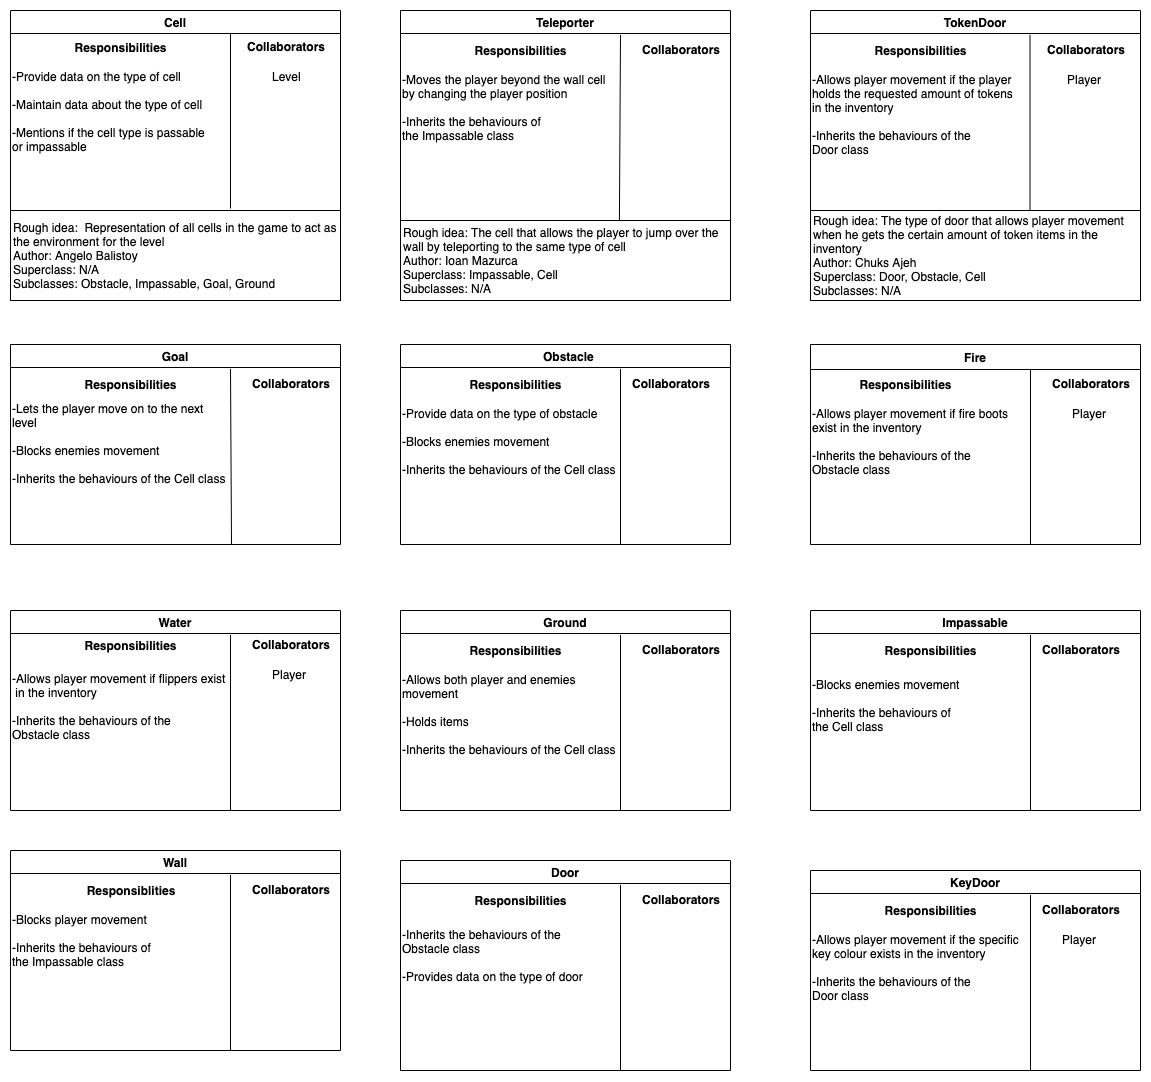 Cell
Responsibilities
Collaborators
-Provide data on the type of cell
Level
-Maintain data about the type of cell
-Mentions if the cell type is passable
or impassable
Rough idea:  Representation of all cells in the game to act as
the environment for the level
Author: Angelo Balistoy
Superclass: N/A
Subclasses: Obstacle, Impassable, Goal, Ground
Teleporter
Responsibilities
Collaborators
-Moves the player beyond the wall cell
by changing the player position
-Inherits the behaviours of
the Impassable class
Rough idea: The cell that allows the player to jump over the
wall by teleporting to the same type of cell
Author: Ioan Mazurca
Superclass: Impassable, Cell
Subclasses: N/A
TokenDoor
Responsibilities
Collaborators
-Allows player movement if the player
holds the requested amount of tokens
in the inventory
Player
-Inherits the behaviours of the
Door class
Rough idea: The type of door that allows player movement
when he gets the certain amount of token items in the
inventory
Author: Chuks Ajeh
Superclass: Door, Obstacle, Cell
Subclasses: N/A
Goal
Responsibilities
Collaborators
-Lets the player move on to the next
level
-Blocks enemies movement
-Inherits the behaviours of the Cell class
Obstacle
Responsibilities
Collaborators
-Provide data on the type of obstacle
-Blocks enemies movement
-Inherits the behaviours of the Cell class
Fire
Responsibilities
Collaborators
-Allows player movement if fire boots
exist in the inventory
Player
-Inherits the behaviours of the
Obstacle class
Water
Responsibilities
Collaborators
-Allows player movement if flippers exist
in the inventory
Player
-Inherits the behaviours of the
Obstacle class
Ground
Responsibilities
Collaborators
-Allows both player and enemies
movement
-Holds items
-Inherits the behaviours of the Cell class
Impassable
Responsibilities
Collaborators
-Blocks enemies movement
-Inherits the behaviours of
the Cell class
Wall
Responsiblities
Collaborators
-Blocks player movement
-Inherits the behaviours of
the Impassable class
Door
Responsibilities
Collaborators
-Inherits the behaviours of the
Obstacle class
-Provides data on the type of door
KeyDoor
Responsibilities
Collaborators
-Allows player movement if the specific
key colour exists in the inventory
Player
-Inherits the behaviours of the
Door class